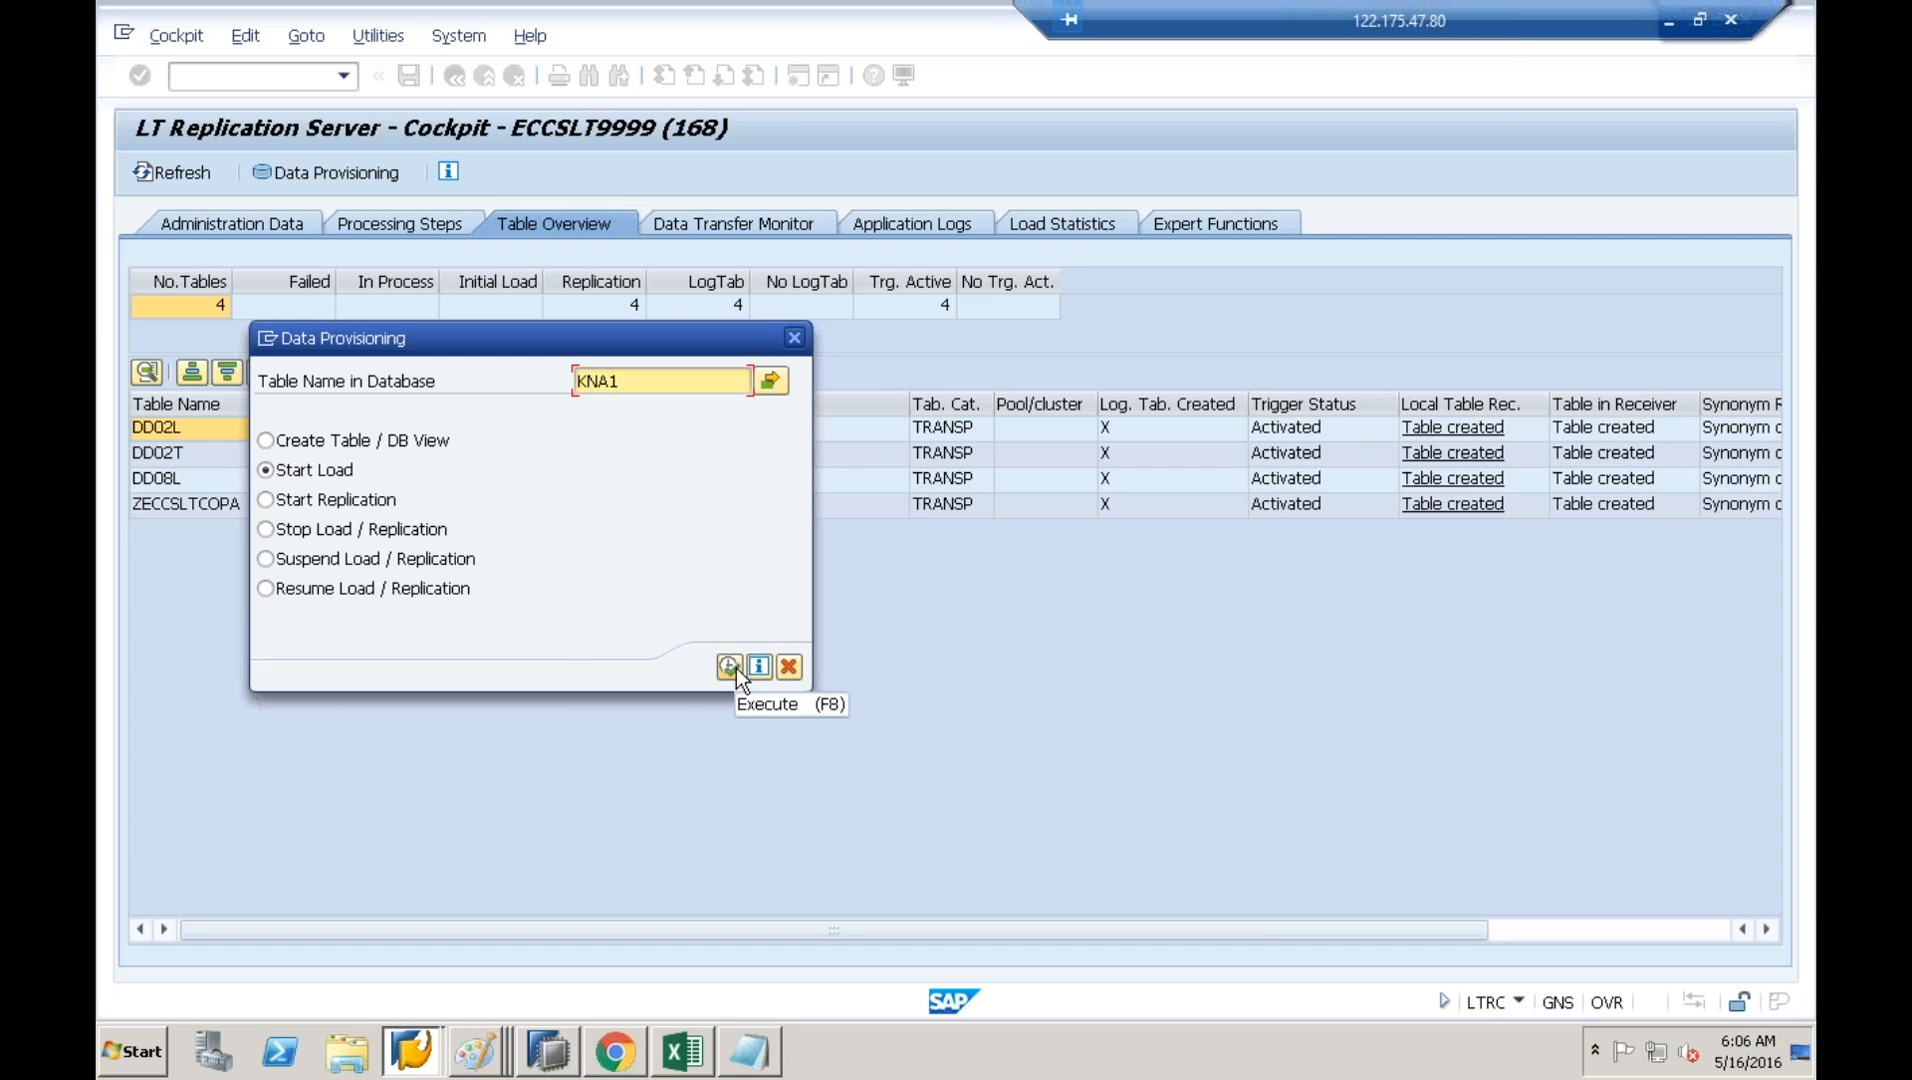 122.175.47.80
Cockpit Edit Goto Utilities System Help
LT Replication Server - Cockpit - ECCSLT9999 (168)
Refresh Data Provisioning
Administration Data Processing Steps Table Overview Data Transfer Monitor Application Logs Load Statistics Expert Functions
No.Tables Failed In Process Initial Load Replication LogTab No LogTab Trg. Active No Trg. Act.
4 4 4 4
Data Provisioning
Table Name in Database KNA1
Create Table / DB View
Start Load
Start Replication
Stop Load / Replication
Suspend Load / Replication
Resume Load / Replication
Execute (F8)
Table Name Tab. Cat. Pool/cluster Log. Tab. Created Trigger Status Local Table Rec. Table in Receiver Synonym R
DD02L TRANSP X Activated Table created Table created Synonym c
DD02T TRANSP X Activated Table created Table created Synonym c
DD08L TRANSP X Activated Table created Table created Synonym c
ZECCSLTCOPA TRANSP X Activated Table created Table created Synonym c
SAP
LTRC GNS OVR
Start
6:06 AM
5/16/2016